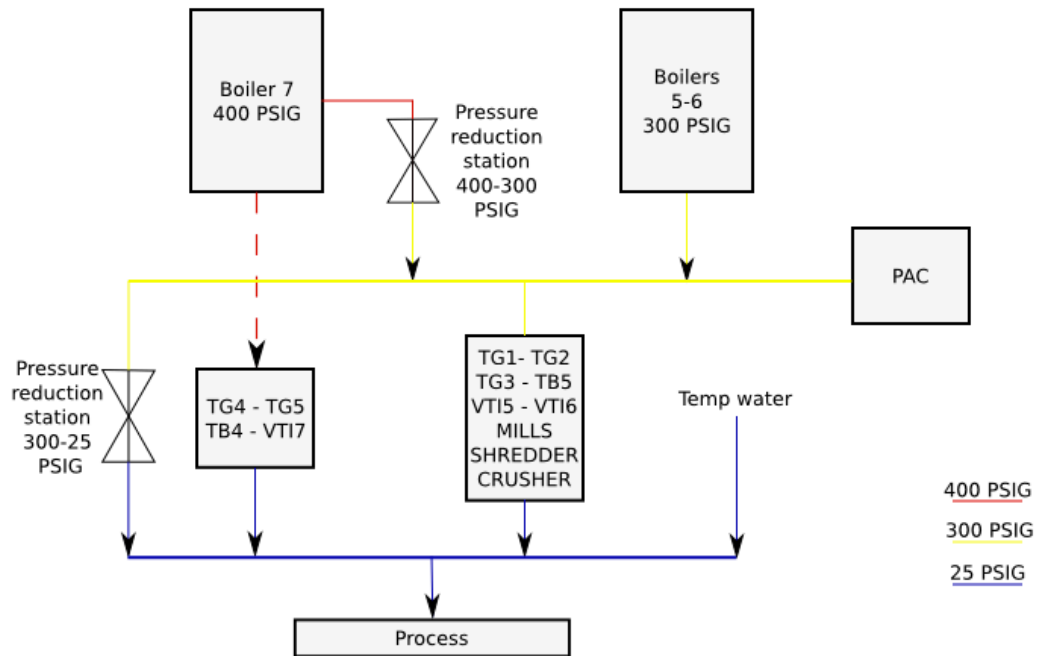 Boiler 7
400 PSIG
Pressure
reduction
station
400-300
PSIG
Boilers
5-6
300 PSIG
PAC
Pressure
reduction
station
300-25
PSIG
TG4 - TG5
TB4 - VTI7
TG1- TG2
TG3 - TB5
VTI5 - VTI6
MILLS
SHREDDER
CRUSHER
Temp water
400 PSIG
300 PSIG
25 PSIG
Process